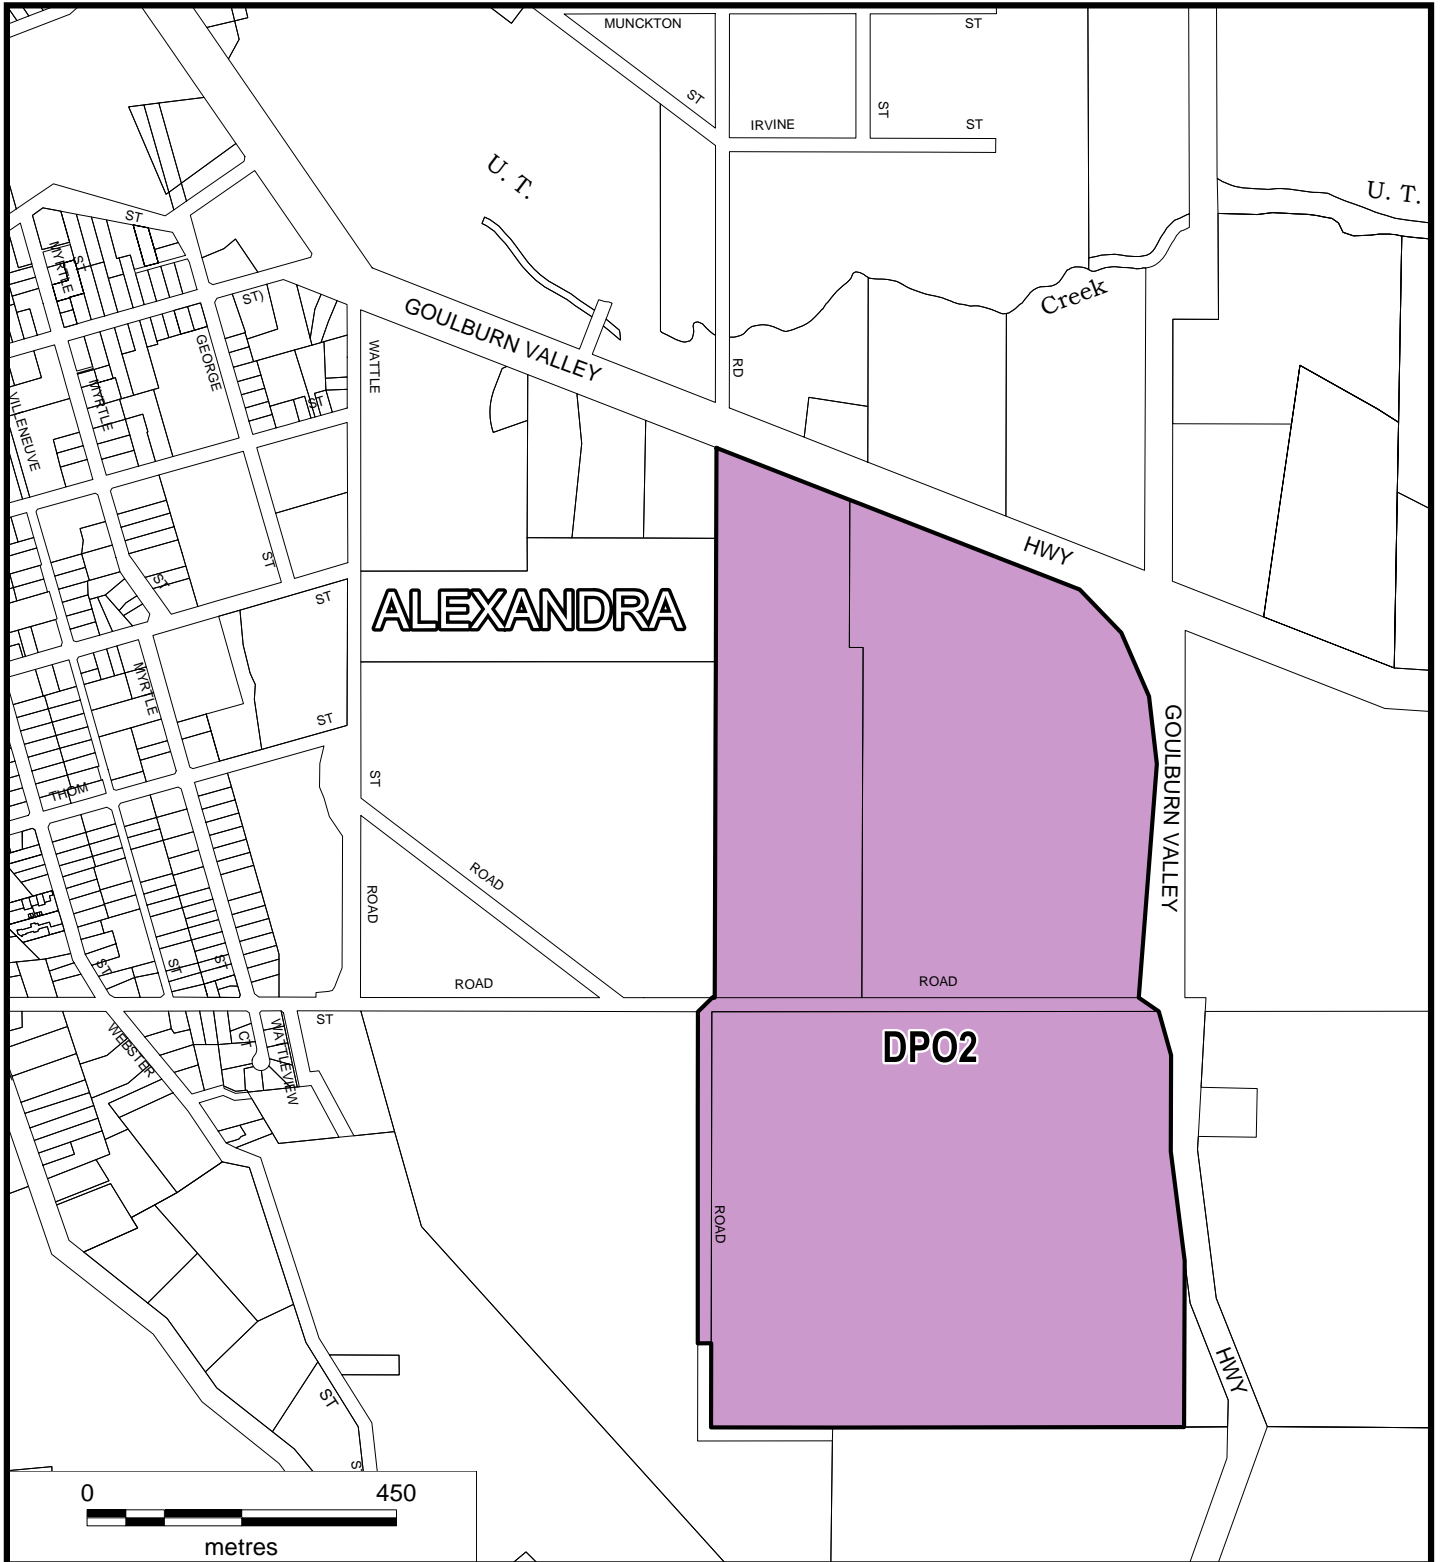 MUNCKTON ST
ST
ST
IRVINE ST
U. T.
U. T.
ST
MYRTLE
ST
ST)
Creek
GOULBURN VALLEY
GEORGE
WATTLE
RD
MYRTLE
ST
VILLENEUVE
HWY
ST
ST
ST
ALEXANDRA
MYRTLE
ST
GOULBURN VALLEY
ST
THOM
ROAD
ROAD
ST
ST
ST
ROAD
ROAD
ST
WEBSTER
CT
WATTLEVIEW
DPO2
ROAD
HWY
ST
S
0 450
metres